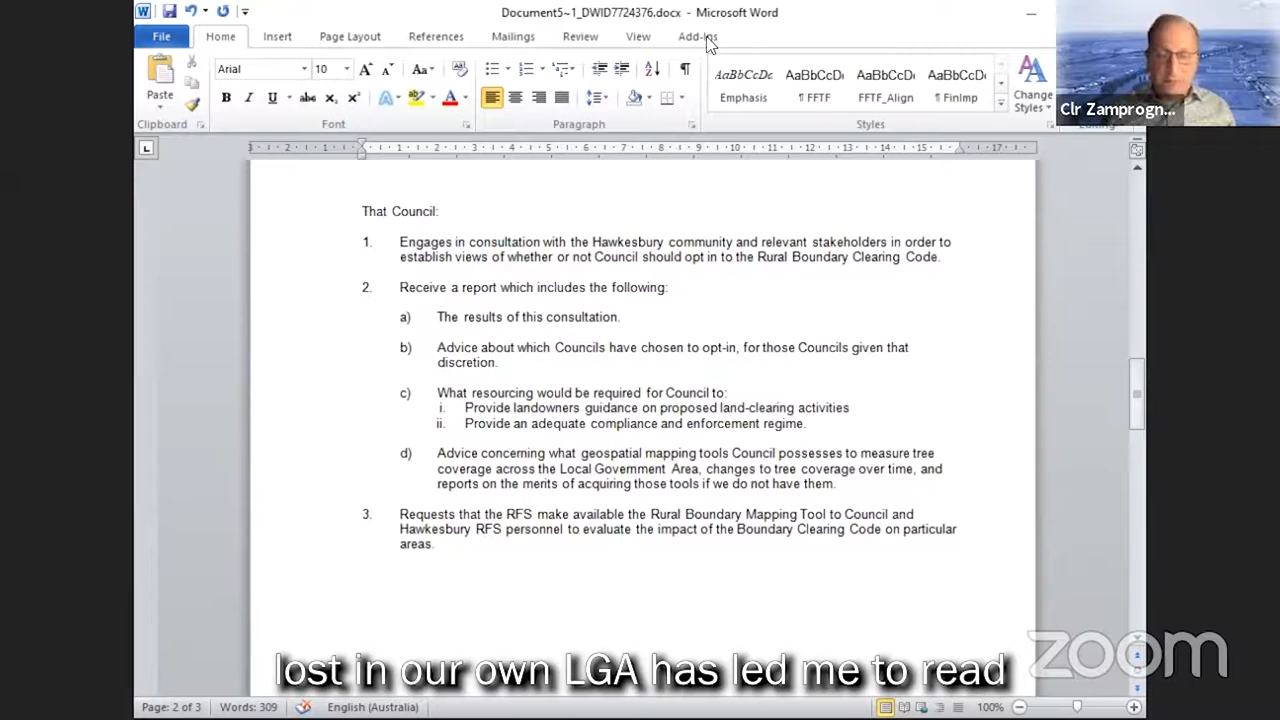 Document5~1_DWID7724376.docx - Microsoft Word
File Home Insert Page Layout References Mailings Review View Add-Ins
Paste
Arial 10
AaBbCcDc AaBbCcDc AaBbCcDc AaBbCcDc
Emphasis ¶ FFTF FFTF_Align ¶ FinImp
Change
Styles
Clipboard Font Paragraph Styles
Clr Zamprogn...
That Council:
1. Engages in consultation with the Hawkesbury community and relevant stakeholders in order to
establish views of whether or not Council should opt in to the Rural Boundary Clearing Code.
2. Receive a report which includes the following:
a) The results of this consultation.
b) Advice about which Councils have chosen to opt-in, for those Councils given that
discretion.
c) What resourcing would be required for Council to:
i. Provide landowners guidance on proposed land-clearing activities
ii. Provide an adequate compliance and enforcement regime.
d) Advice concerning what geospatial mapping tools Council possesses to measure tree
coverage across the Local Government Area, changes to tree coverage over time, and
reports on the merits of acquiring those tools if we do not have them.
3. Requests that the RFS make available the Rural Boundary Mapping Tool to Council and
Hawkesbury RFS personnel to evaluate the impact of the Boundary Clearing Code on particular
areas.
lost in our own LGA has led me to read
zoom
Page: 2 of 3 Words: 309 English (Australia) 100%